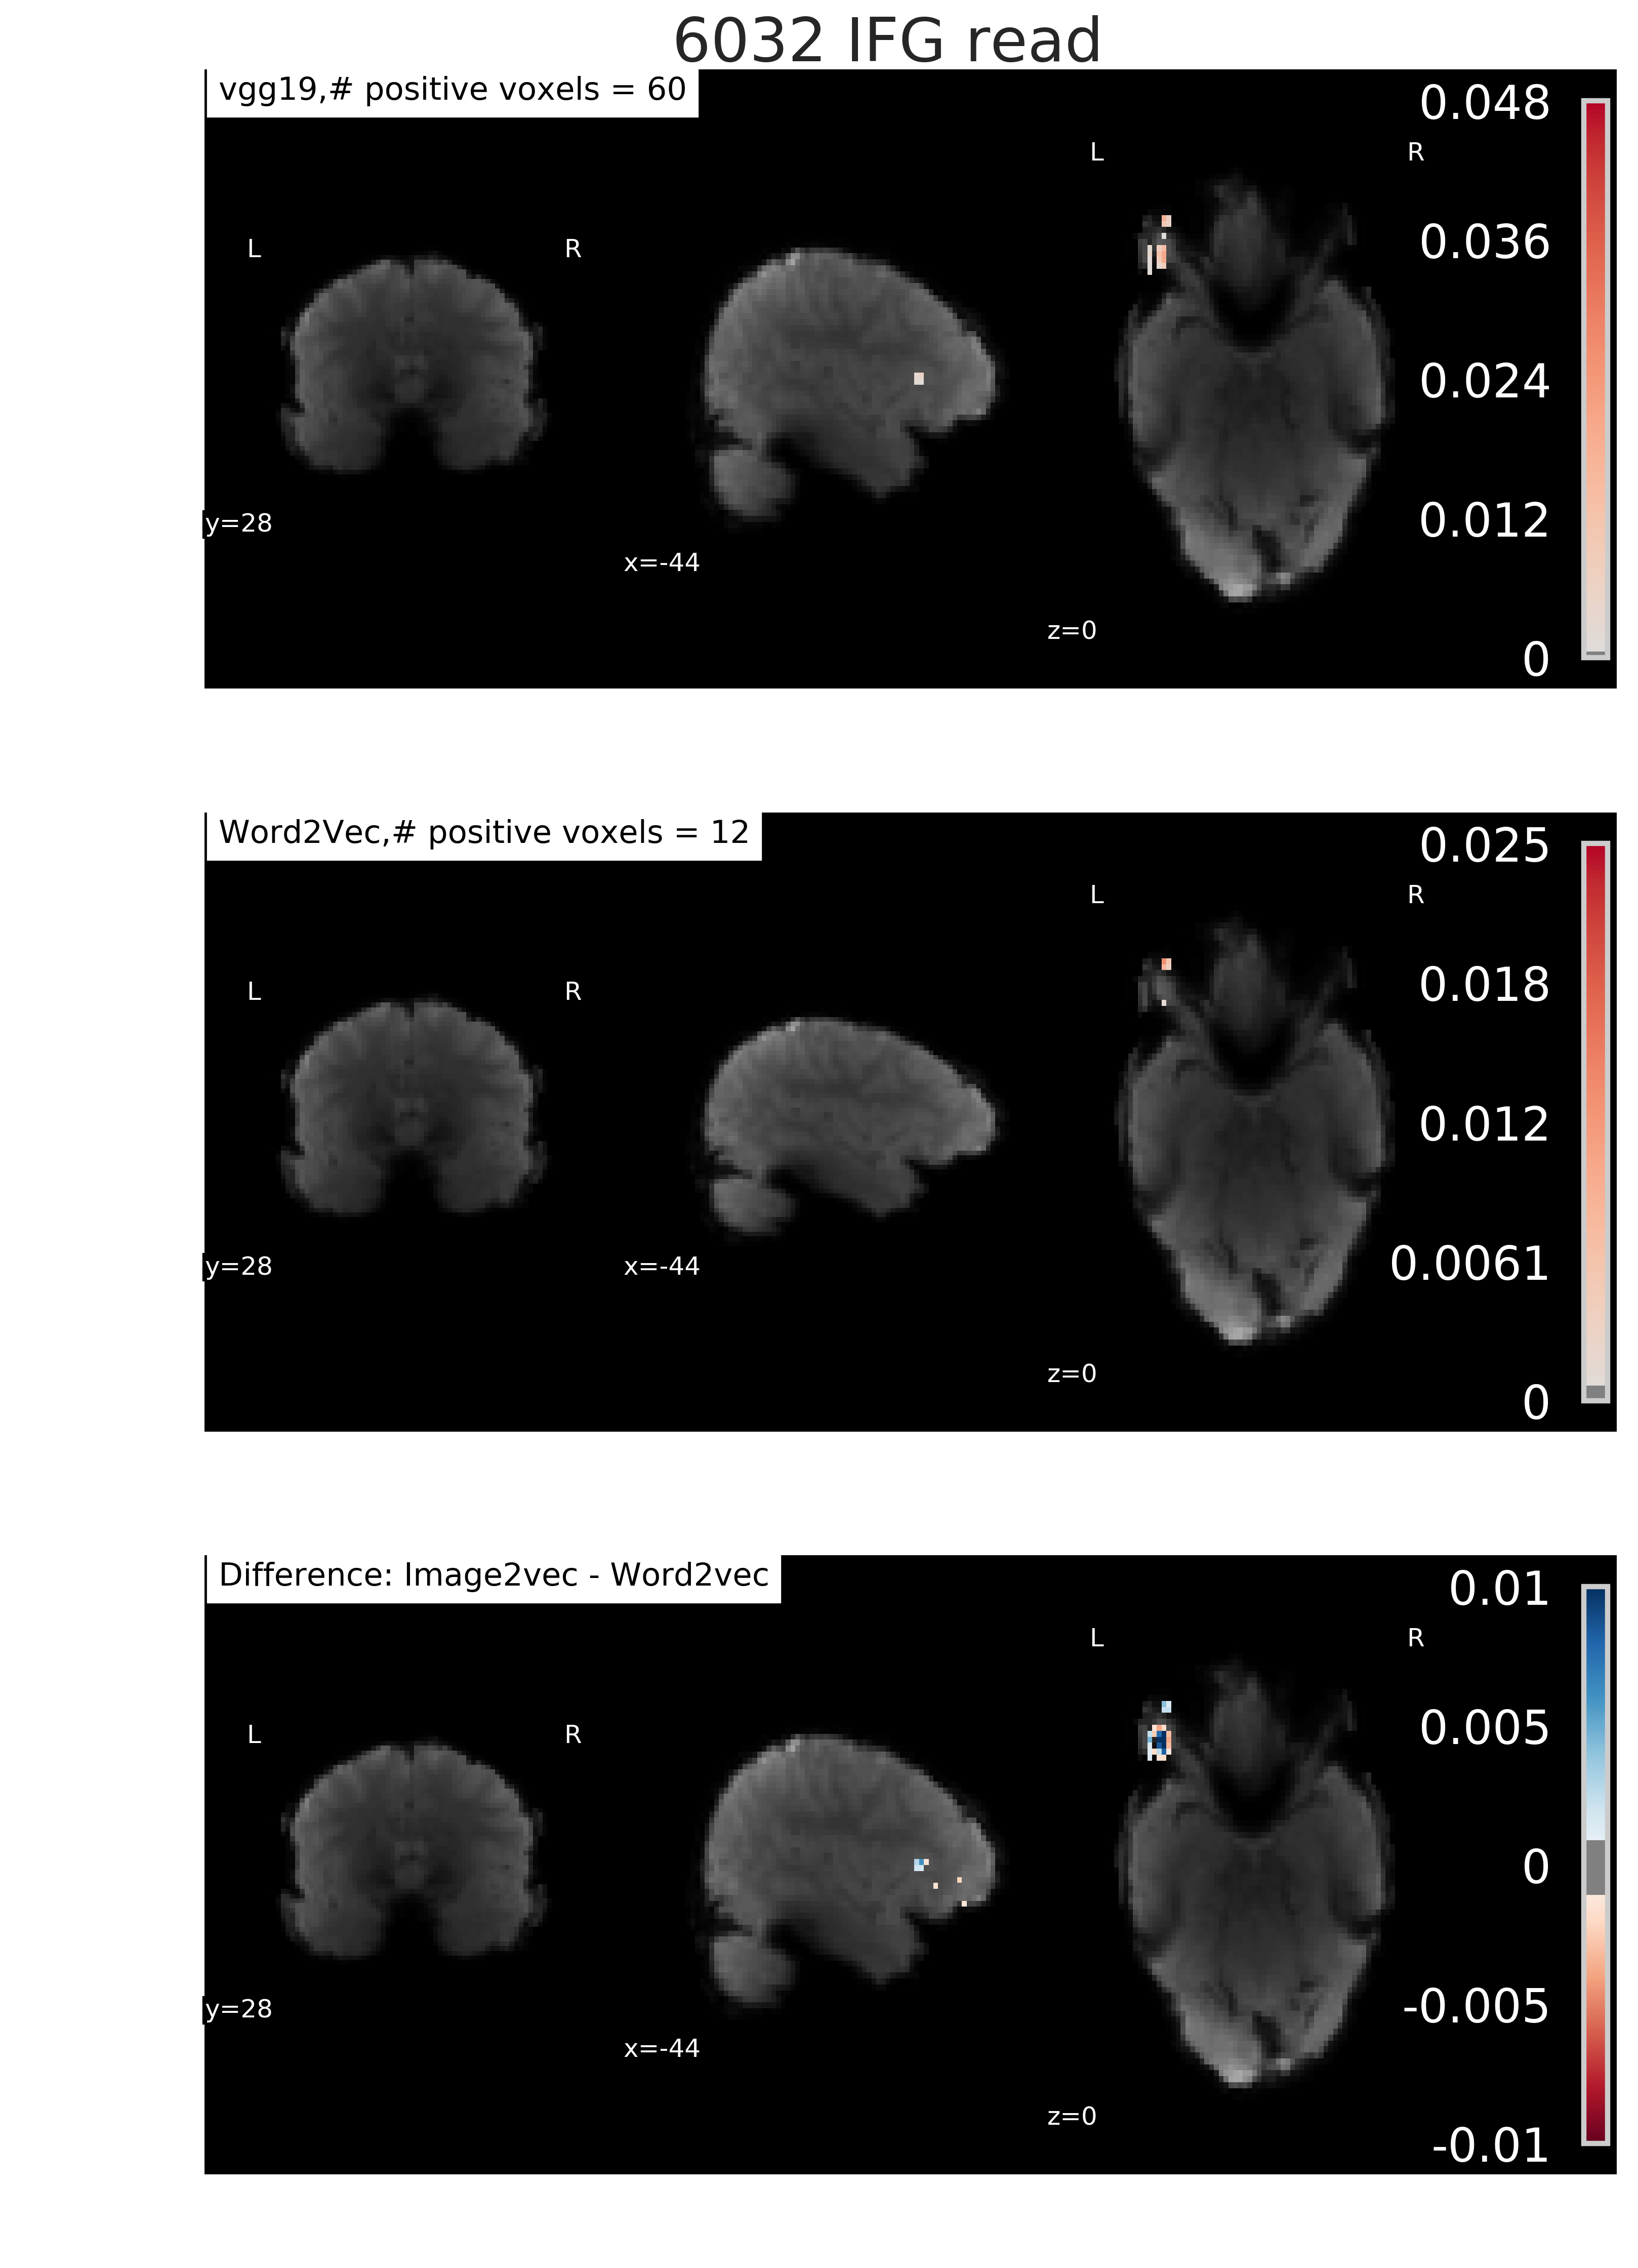 6032 IFG read
vgg19,# positive voxels = 60
0.048
L R
0.036
L R
0.024
0.012
y=28
x=-44
z=0
0
Word2Vec,# positive voxels = 12
0.025
L R
0.018
L R
0.012
0.0061
y=28
x=-44
z=0
0
Difference: Image2vec - Word2vec
0.01
L R
0.005
L R
0
-0.005
y=28
x=-44
z=0
-0.01